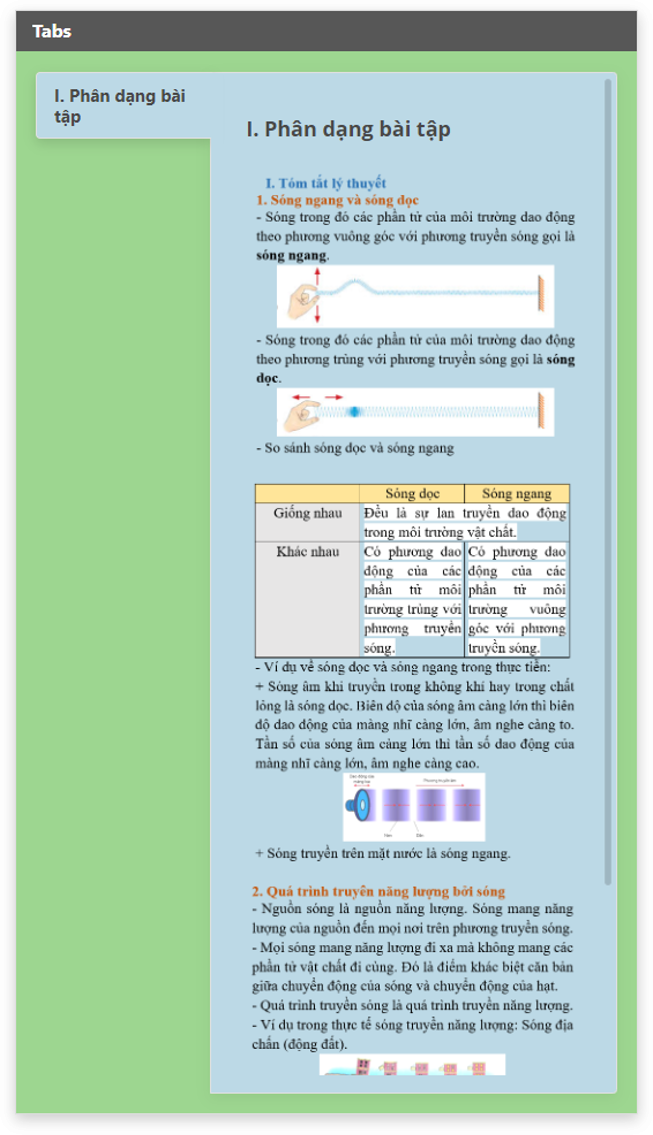 Tabs
I. Phân dạng bài
tập
I. Phân dạng bài tập
I. Tóm tắt lý thuyết
1. Sóng ngang và sóng dọc
- Sóng trong đó các phần tử của môi trường dao động
theo phương vuông góc với phương truyền sóng gọi là
sóng ngang.
- Sóng trong đó các phần tử của môi trường dao động
theo phương trùng với phương truyền sóng gọi là sóng
dọc.
- So sánh sóng dọc và sóng ngang
Sóng dọc Sóng ngang
Giống nhau Đều là sự lan truyền dao động
trong môi trường vật chất.
Khác nhau Có phương dao Có phương dao
động của các động của các
phần tử môi phần tử môi
trường trùng với trường vuông
phương truyền góc với phương
sóng. truyền sóng.
- Ví dụ về sóng dọc và sóng ngang trong thực tiễn:
+ Sóng âm khi truyền trong không khí hay trong chất
lỏng là sóng dọc. Biên độ của sóng âm càng lớn thì biên
độ dao động của màng nhĩ càng lớn, âm nghe càng to.
Tần số của sóng âm càng lớn thì tần số dao động của
màng nhĩ càng lớn, âm nghe càng cao.
+ Sóng truyền trên mặt nước là sóng ngang.
2. Quá trình truyền năng lượng bởi sóng
- Nguồn sóng là nguồn năng lượng. Sóng mang năng
lượng của nguồn đến mọi nơi trên phương truyền sóng.
- Mọi sóng mang năng lượng đi xa mà không mang các
phần tử vật chất đi cùng. Đó là điểm khác biệt căn bản
giữa chuyển động của sóng và chuyển động của hạt.
- Quá trình truyền sóng là quá trình truyền năng lượng.
- Ví dụ trong thực tế sóng truyền năng lượng: Sóng địa
chấn (động đất).